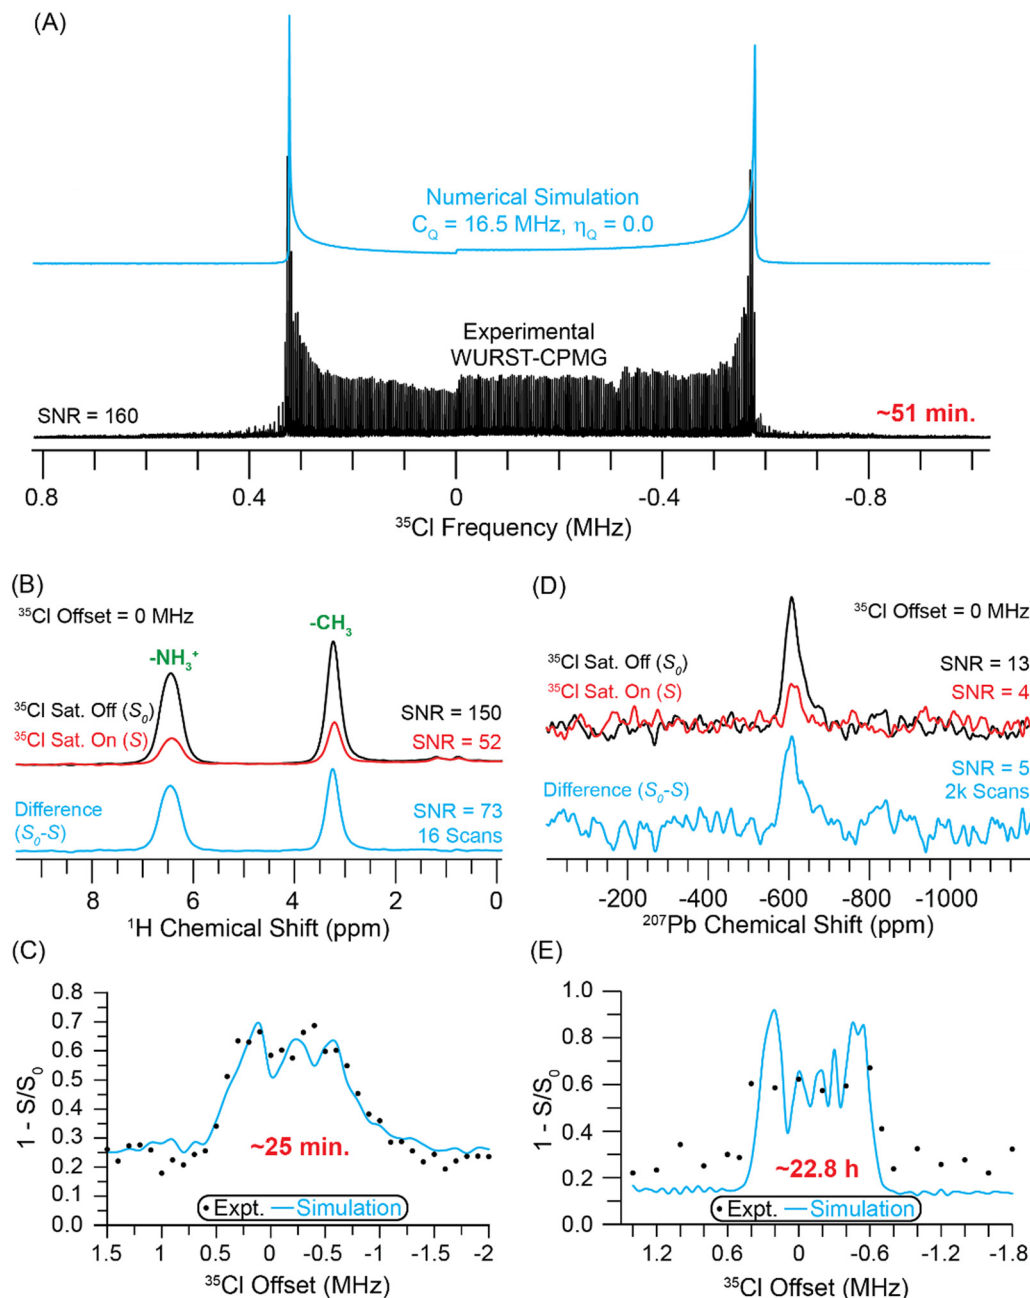 (A)
Numerical Simulation
C_Q = 16.5 MHz, η_Q = 0.0
Experimental
WURST-CPMG
SNR = 160
~51 min.
0.8 0.4 0 -0.4 -0.8
³⁵Cl Frequency (MHz)
(B)
³⁵Cl Offset = 0 MHz
-CH₃
-NH₃⁺
³⁵Cl Sat. Off (S₀)
SNR = 150
³⁵Cl Sat. On (S)
SNR = 52
Difference
(S₀-S)
SNR = 73
16 Scans
8 6 4 2 0
¹H Chemical Shift (ppm)
(D)
³⁵Cl Offset = 0 MHz
³⁵Cl Sat. Off (S₀)
SNR = 13
³⁵Cl Sat. On (S)
SNR = 4
SNR = 5
Difference (S₀-S)
2k Scans
-200 -400 -600 -800 -1000
²⁰⁷Pb Chemical Shift (ppm)
(C)
1 - S/S₀
0.8
0.7
0.6
0.5
0.4
0.3
0.2
0.1
0.0
~25 min.
Expt. Simulation
1.5 1 0.5 0 -0.5 -1 -1.5 -2
³⁵Cl Offset (MHz)
(E)
1 - S/S₀
1.0
0.8
0.6
0.4
0.2
0.0
~22.8 h
Expt. Simulation
1.2 0.6 0 -0.6 -1.2 -1.8
³⁵Cl Offset (MHz)